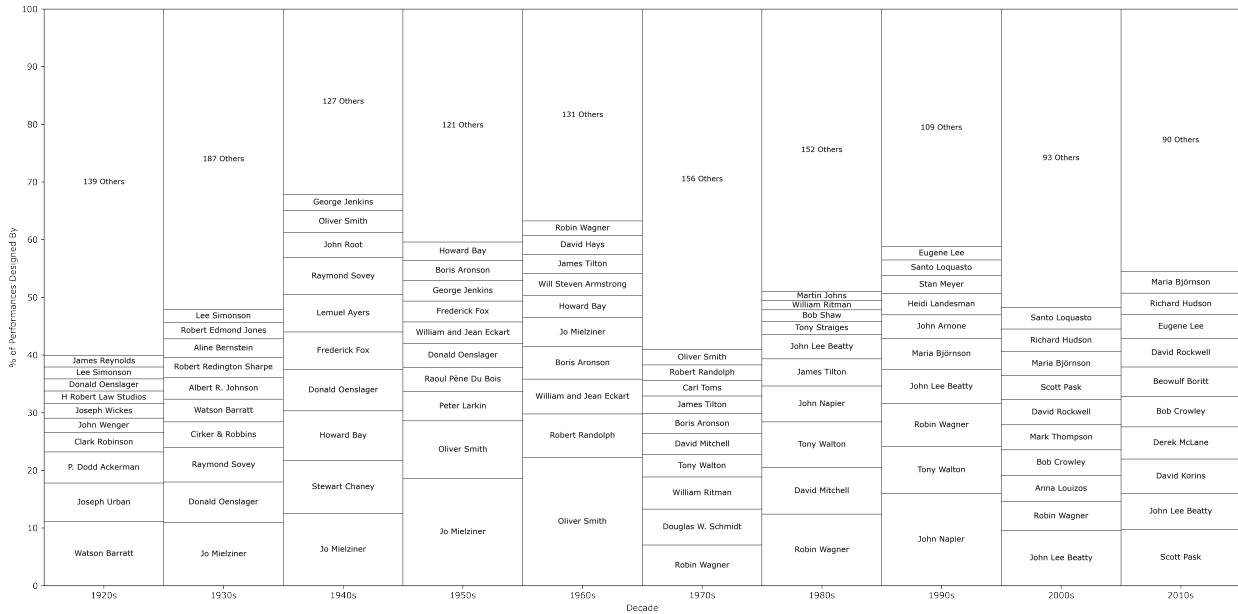 % of Performances Designed By
100
90
80
70
60
50
40
30
20
10
0
139 Others
James Reynolds
Lee Simonson
Donald Oenslager
H Robert Law Studios
Joseph Wickes
John Wenger
Clark Robinson
P. Dodd Ackerman
Joseph Urban
Watson Barratt
1920s
187 Others
Lee Simonson
Robert Edmond Jones
Aline Bernstein
Robert Redington Sharpe
Albert R. Johnson
Watson Barratt
Cirker & Robbins
Raymond Sovey
Donald Oenslager
Jo Mielziner
1930s
127 Others
George Jenkins
Oliver Smith
John Root
Raymond Sovey
Lemuel Ayers
Frederick Fox
Donald Oenslager
Howard Bay
Stewart Chaney
Jo Mielziner
1940s
121 Others
Howard Bay
Boris Aronson
George Jenkins
Frederick Fox
William and Jean Eckart
Donald Oenslager
Raoul Pène Du Bois
Peter Larkin
Oliver Smith
Jo Mielziner
1950s
131 Others
Robin Wagner
David Hays
James Tilton
Will Steven Armstrong
Howard Bay
Jo Mielziner
Boris Aronson
William and Jean Eckart
Robert Randolph
Oliver Smith
1960s
156 Others
Oliver Smith
Robert Randolph
Carl Toms
James Tilton
Boris Aronson
David Mitchell
Tony Walton
William Ritman
Douglas W. Schmidt
Robin Wagner
1970s
152 Others
Martin Johns
William Ritman
Bob Shaw
Tony Straiges
John Lee Beatty
James Tilton
John Napier
Tony Walton
David Mitchell
Robin Wagner
1980s
109 Others
Eugene Lee
Santo Loquasto
Stan Meyer
Heidi Landesman
John Arnone
Maria Björnson
John Lee Beatty
Robin Wagner
Tony Walton
John Napier
1990s
93 Others
Santo Loquasto
Richard Hudson
Maria Björnson
Scott Pask
David Rockwell
Mark Thompson
Bob Crowley
Anna Louizos
Robin Wagner
John Lee Beatty
2000s
90 Others
Maria Björnson
Richard Hudson
Eugene Lee
David Rockwell
Beowulf Boritt
Bob Crowley
Derek McLane
David Korins
John Lee Beatty
Scott Pask
2010s
Decade